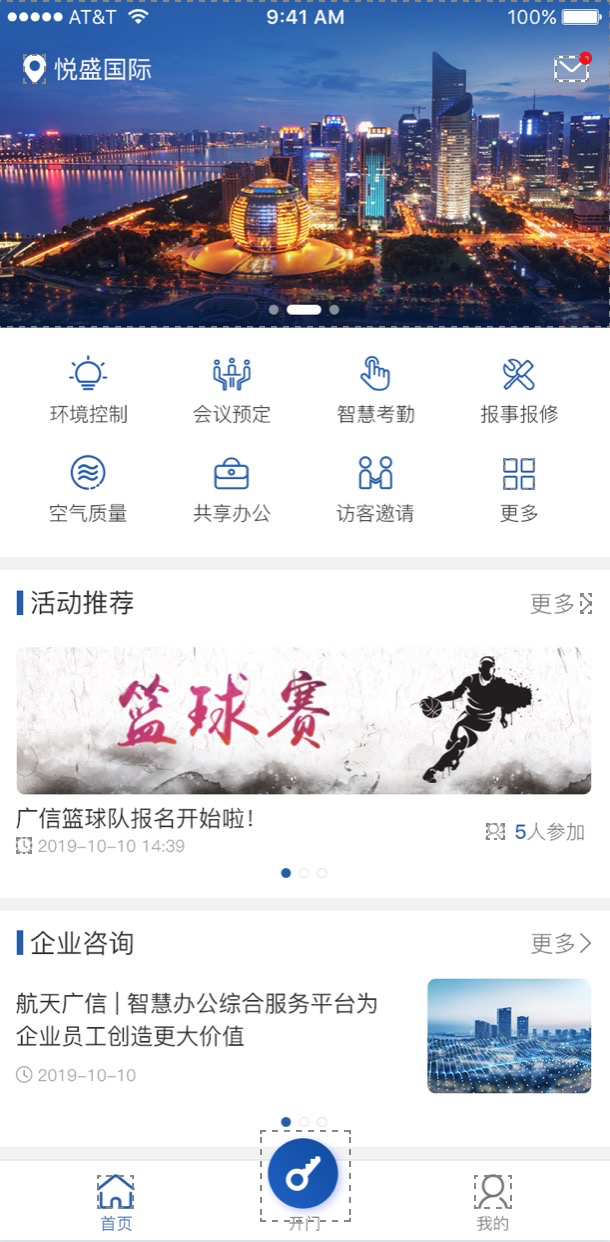 AT&T 9:41 AM 100%
悦盛国际
环境控制 会议预定 智慧考勤 报事报修
空气质量 共享办公 访客邀请 更多
活动推荐 更多
篮球赛
广信篮球队报名开始啦!
2019-10-10 14:39 5人参加
企业咨询 更多
航天广信 | 智慧办公综合服务平台为
企业员工创造更大价值
2019-10-10
首页 开门 我的